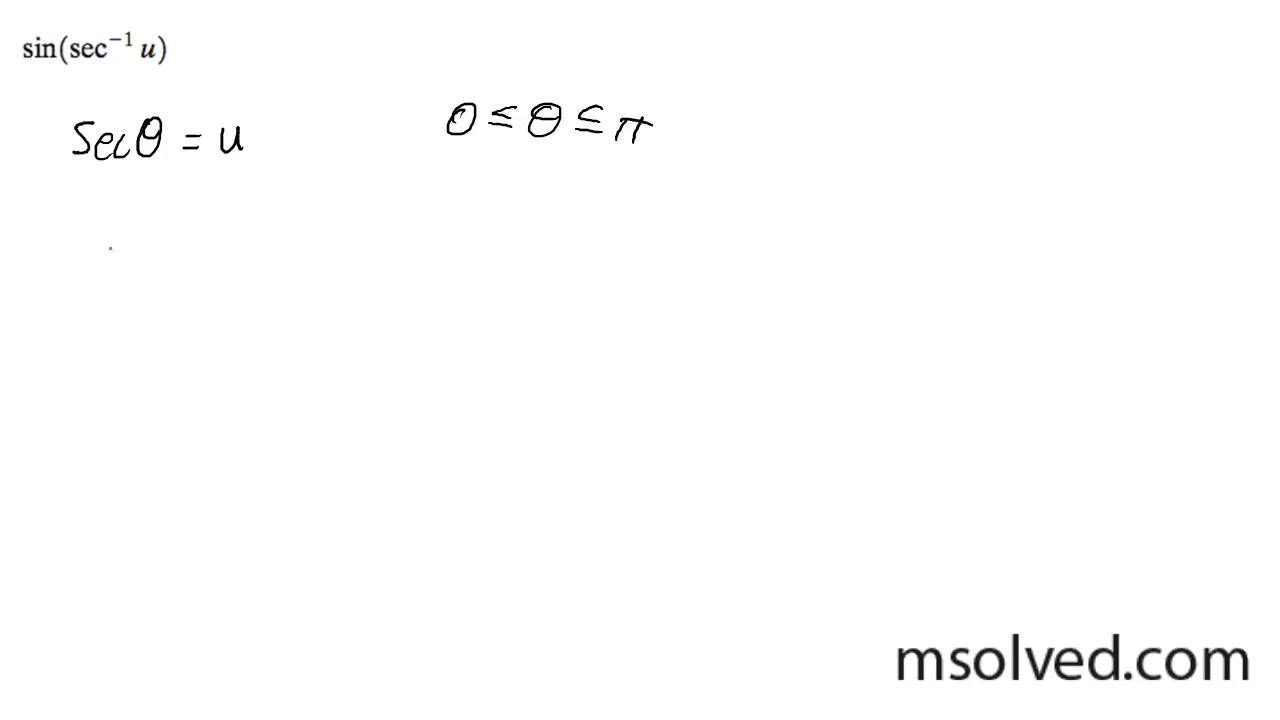 sin(sec⁻¹ u)
secθ = u
0 ≤ θ ≤ π
msolved.com